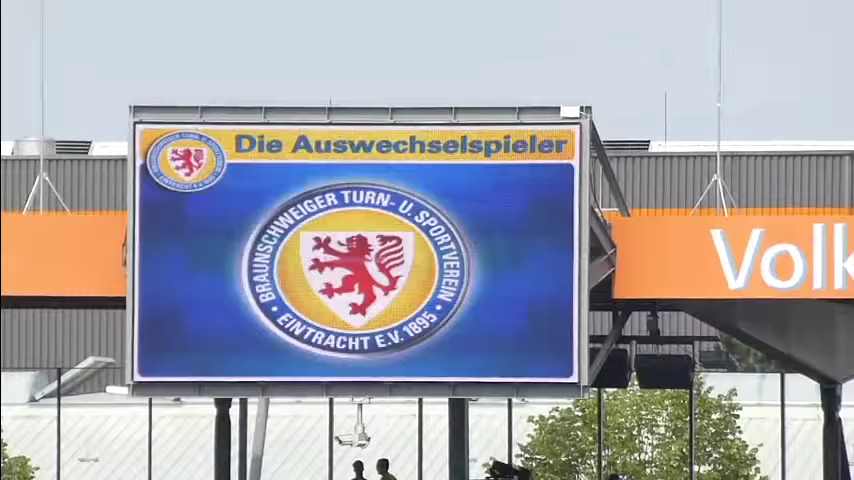 Die Auswechselspieler
BRAUNSCHWEIGER TURN- U. SPORTVEREIN
• EINTRACHT E.V. 1895 •
Volk